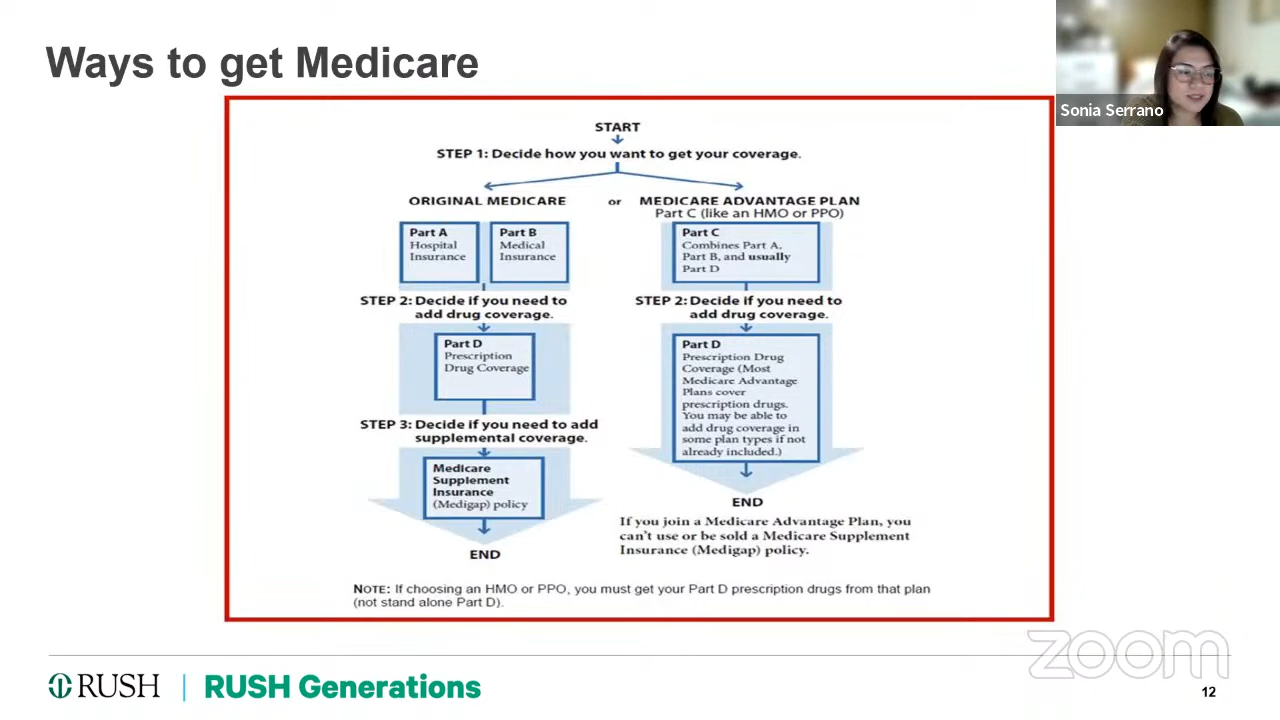 Ways to get Medicare
Sonia Serrano
START
STEP 1: Decide how you want to get your coverage.
ORIGINAL MEDICARE
or
MEDICARE ADVANTAGE PLAN
Part C (like an HMO or PPO)
Part A
Hospital
Insurance
Part B
Medical
Insurance
Part C
Combines Part A,
Part B, and usually
Part D
STEP 2: Decide if you need to
add drug coverage.
STEP 2: Decide if you need to
add drug coverage.
Part D
Prescription
Drug Coverage
Part D
Prescription Drug
Coverage (Most
Medicare Advantage
Plans cover
prescription drugs.
You may be able to
add drug coverage in
some plan types if not
already included.)
STEP 3: Decide if you need to add
supplemental coverage.
Medicare
Supplement
Insurance
(Medigap) policy
END
END
If you join a Medicare Advantage Plan, you
can't use or be sold a Medicare Supplement
Insurance (Medigap) policy.
NOTE: If choosing an HMO or PPO, you must get your Part D prescription drugs from that plan
(not stand alone Part D).
zoom
RUSH | RUSH Generations
12